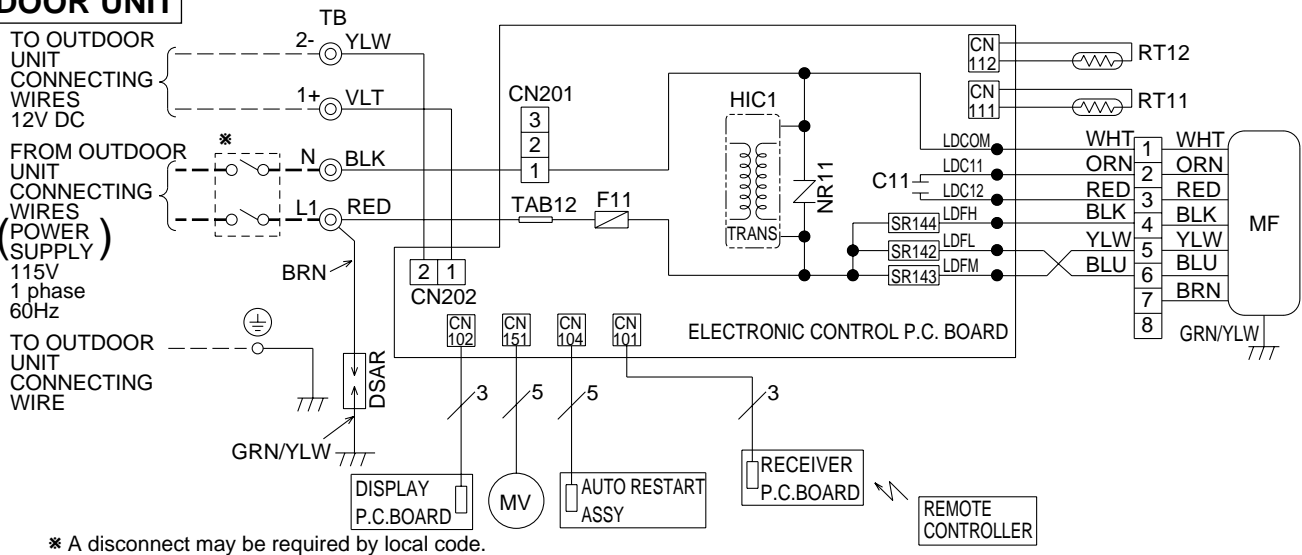 DOOR UNIT
TB
TO OUTDOOR
UNIT
CONNECTING
WIRES
12V DC
2- YLW
1+ VLT
FROM OUTDOOR
UNIT
CONNECTING
WIRES
(POWER
SUPPLY)
115V
1 phase
60Hz
※
N BLK
L1 RED
BRN
TO OUTDOOR
UNIT
CONNECTING
WIRE
DSAR
GRN/YLW
CN201
3
2
1
TAB12
F11
2 1
CN202
HIC1
TRANS
NR11
C11
LDCOM
LDC11
LDC12
LDFH
LDFL
LDFM
SR144
SR142
SR143
ELECTRONIC CONTROL P.C. BOARD
CN
112
RT12
CN
111
RT11
WHT 1 WHT
ORN 2 ORN
RED 3 RED
BLK 4 BLK
YLW 5 YLW
BLU 6 BLU
7 BRN
8
MF
GRN/YLW
CN
102
CN
151
CN
104
CN
101
3
5
5
3
DISPLAY
P.C.BOARD
MV
AUTO RESTART
ASSY
RECEIVER
P.C.BOARD
REMOTE
CONTROLLER
※ A disconnect may be required by local code.